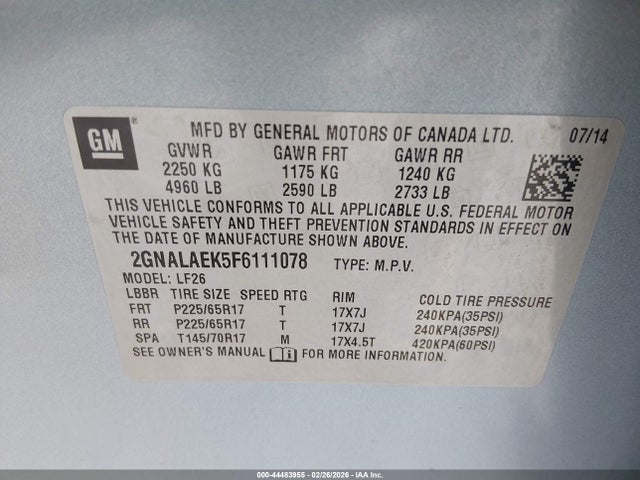 GM
MFD BY GENERAL MOTORS OF CANADA LTD. 07/14
GVWR GAWR FRT GAWR RR
2250 KG 1175 KG 1240 KG
4960 LB 2590 LB 2733 LB
THIS VEHICLE CONFORMS TO ALL APPLICABLE U.S. FEDERAL MOTOR
VEHICLE SAFETY AND THEFT PREVENTION STANDARDS IN EFFECT ON
THE DATE OF MANUFACTURE SHOWN ABOVE.
2GNALAEK5F6111078 TYPE: M.P.V.
MODEL: LF26
LBBR TIRE SIZE SPEED RTG RIM COLD TIRE PRESSURE
FRT P225/65R17 T 17X7J 240KPA(35PSI)
RR P225/65R17 T 17X7J 240KPA(35PSI)
SPA T145/70R17 M 17X4.5T 420KPA(60PSI)
SEE OWNER'S MANUAL i FOR MORE INFORMATION.
000-44483955 - 02/26/2026 - IAA Inc.